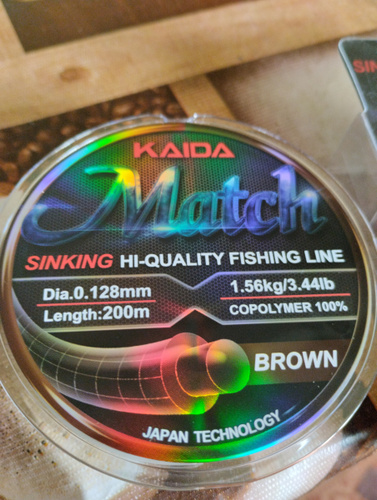 KAIDA
Match
SINKING HI-QUALITY FISHING LINE
Dia.0.128mm
Length:200m
1.56kg/3.44lb
COPOLYMER 100%
BROWN
JAPAN TECHNOLOGY